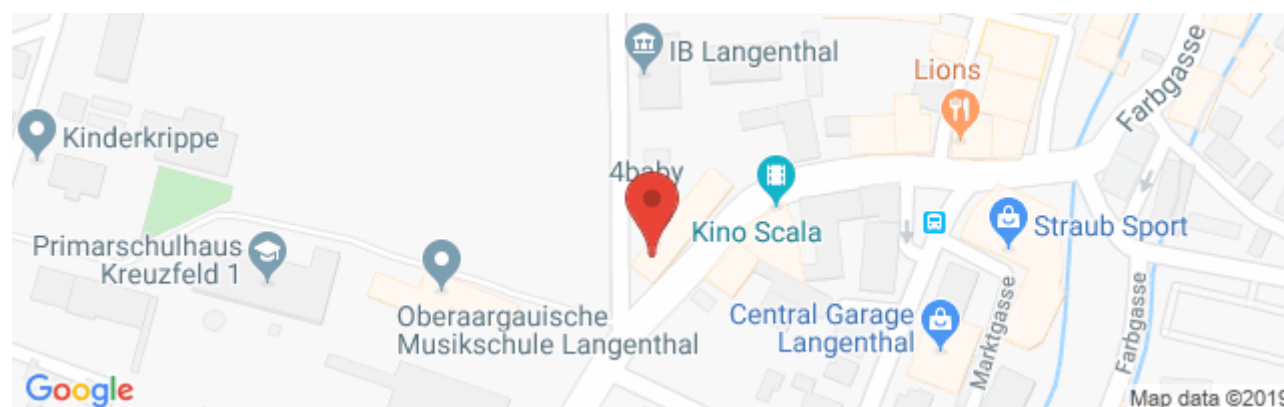 IB Langenthal
Lions
Farbgasse
Kinderkrippe
4baby
Kino Scala
Straub Sport
Primarschulhaus
Kreuzfeld 1
Oberaargauische
Musikschule Langenthal
Central Garage
Langenthal
Marktgasse
Farbgasse
Google
Map data ©2019